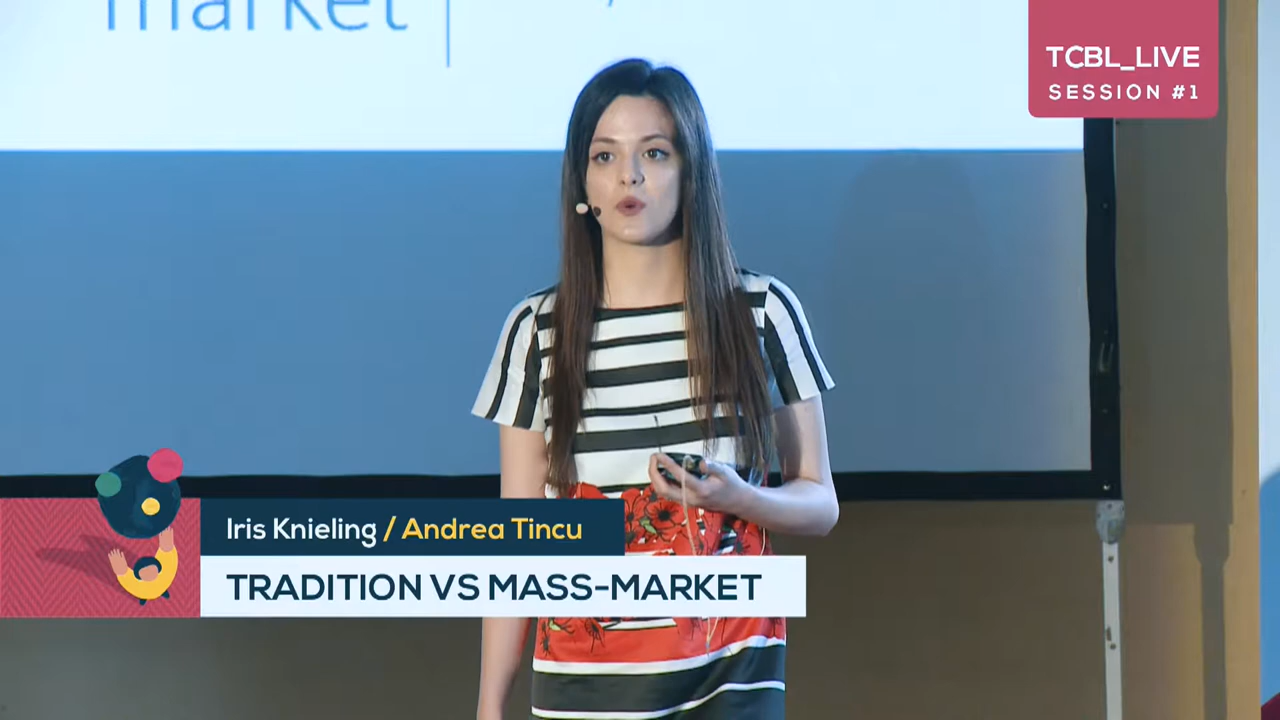 market
TCBL_LIVE
SESSION #1
Iris Knieling / Andrea Tincu
TRADITION VS MASS-MARKET